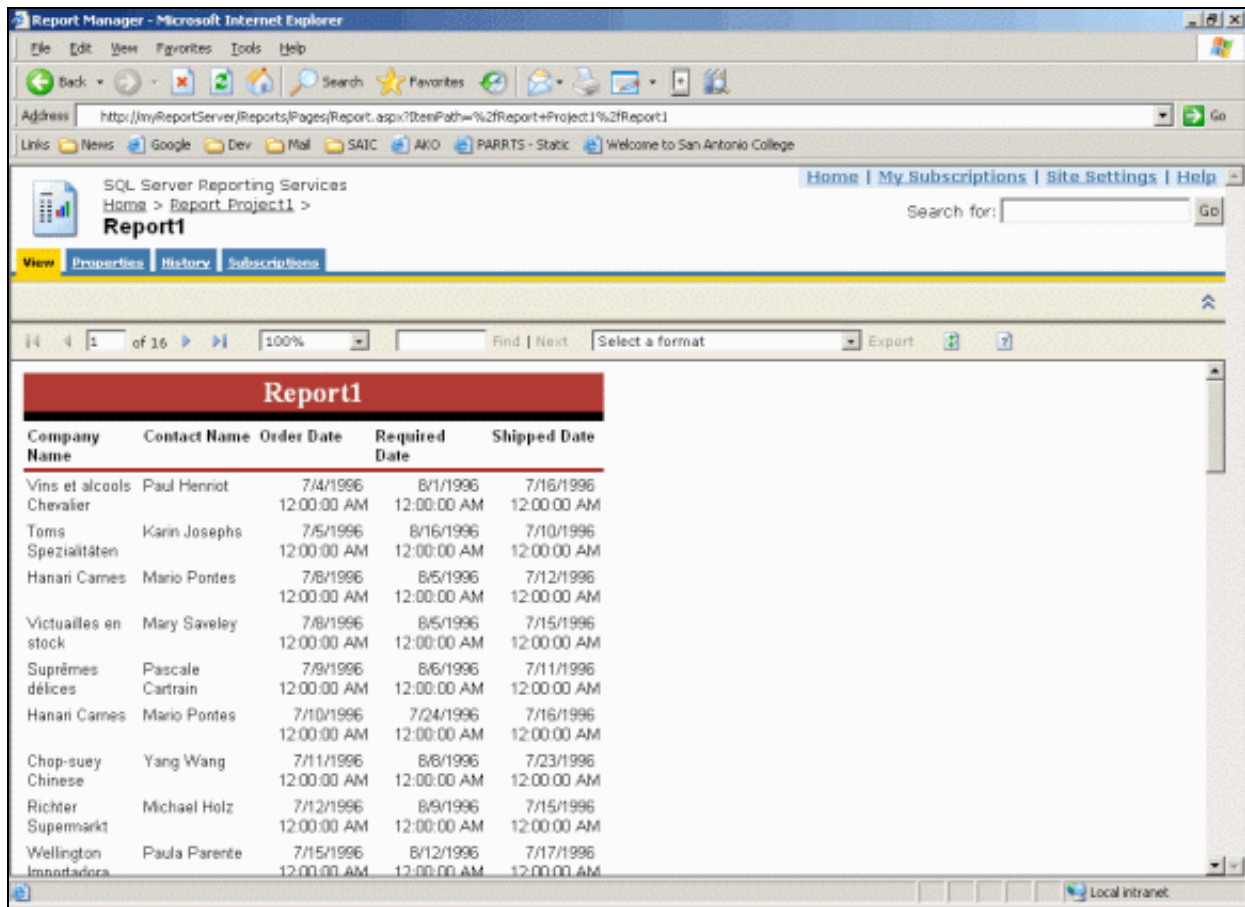 Report Manager - Microsoft Internet Explorer
File Edit View Favorites Tools Help
Back Search Favorites
Address http://myReportServer/Reports/Pages/Report.aspx?ItemPath=%2fReport+Project1%2fReport1 Go
Links News Google Dev Mail SAIC AKO PARRTS - Static Welcome to San Antonio College
SQL Server Reporting Services
Home | My Subscriptions | Site Settings | Help
Home > Report Project1 >
Search for: Go
Report1
View Properties History Subscriptions
1 of 16 100% Find | Next Select a format Export
Report1
Company Contact Name Order Date Required Shipped Date
Name Date
Vins et alcools Paul Henriot 7/4/1996 8/1/1996 7/16/1996
Chevalier 12:00:00 AM 12:00:00 AM 12:00:00 AM
Toms Karin Josephs 7/5/1996 8/16/1996 7/10/1996
Spezialitäten 12:00:00 AM 12:00:00 AM 12:00:00 AM
Hanari Carnes Mario Pontes 7/8/1996 8/5/1996 7/12/1996
12:00:00 AM 12:00:00 AM 12:00:00 AM
Victuailles en Mary Saveley 7/8/1996 8/5/1996 7/15/1996
stock 12:00:00 AM 12:00:00 AM 12:00:00 AM
Suprêmes Pascale 7/9/1996 8/6/1996 7/11/1996
délices Cartrain 12:00:00 AM 12:00:00 AM 12:00:00 AM
Hanari Carnes Mario Pontes 7/10/1996 7/24/1996 7/16/1996
12:00:00 AM 12:00:00 AM 12:00:00 AM
Chop-suey Yang Wang 7/11/1996 8/8/1996 7/23/1996
Chinese 12:00:00 AM 12:00:00 AM 12:00:00 AM
Richter Michael Holz 7/12/1996 8/9/1996 7/15/1996
Supermarkt 12:00:00 AM 12:00:00 AM 12:00:00 AM
Wellington Paula Parente 7/15/1996 8/12/1996 7/17/1996
Importadora 12:00:00 AM 12:00:00 AM 12:00:00 AM
Local intranet